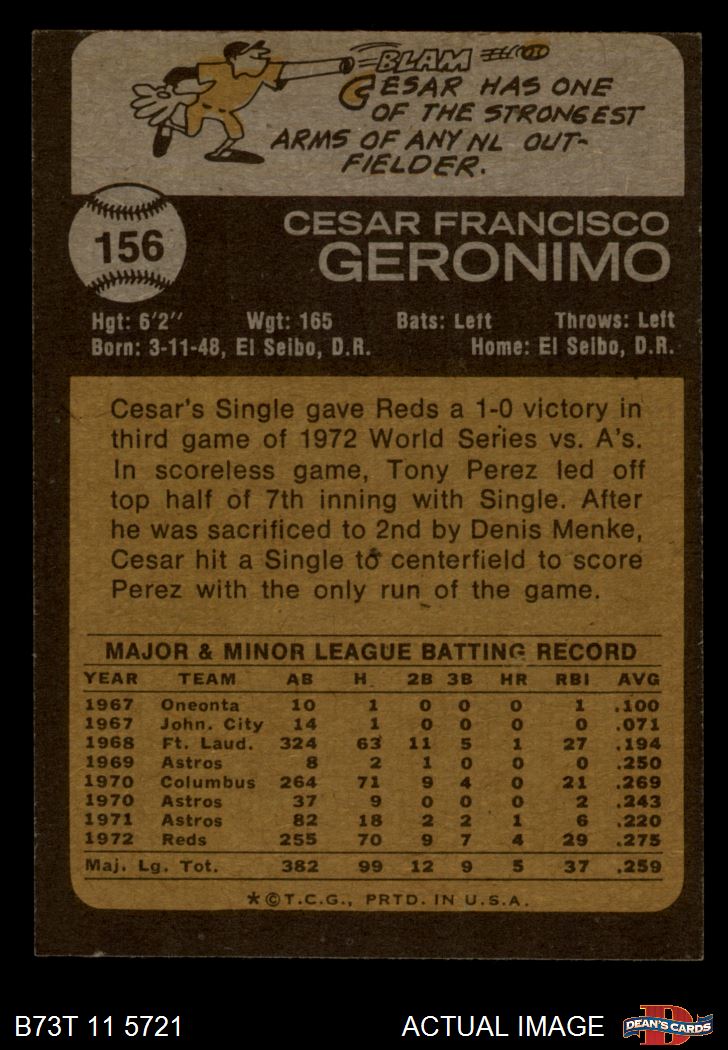 BLAM
CESAR HAS ONE
OF THE STRONGEST
ARMS OF ANY NL OUT-
FIELDER.
156
CESAR FRANCISCO
GERONIMO
Hgt: 6'2" Wgt: 165 Bats: Left Throws: Left
Born: 3-11-48, El Seibo, D.R. Home: El Seibo, D.R.
Cesar's Single gave Reds a 1-0 victory in
third game of 1972 World Series vs. A's.
In scoreless game, Tony Perez led off
top half of 7th inning with Single. After
he was sacrificed to 2nd by Denis Menke,
Cesar hit a Single to centerfield to score
Perez with the only run of the game.
MAJOR & MINOR LEAGUE BATTING RECORD
YEAR TEAM AB H 2B 3B HR RBI AVG
1967 Oneonta 10 1 0 0 0 1 .100
1967 John. City 14 1 0 0 0 0 .071
1968 Ft. Laud. 324 63 11 5 1 27 .194
1969 Astros 8 2 1 0 0 0 .250
1970 Columbus 264 71 9 4 0 21 .269
1970 Astros 37 9 0 0 0 2 .243
1971 Astros 82 18 2 2 1 6 .220
1972 Reds 255 70 9 7 4 29 .275
Maj. Lg. Tot. 382 99 12 9 5 37 .259
*©T.C.G., PRTD. IN U.S.A.
B73T 11 5721 ACTUAL IMAGE
D
DEAN'S CARDS